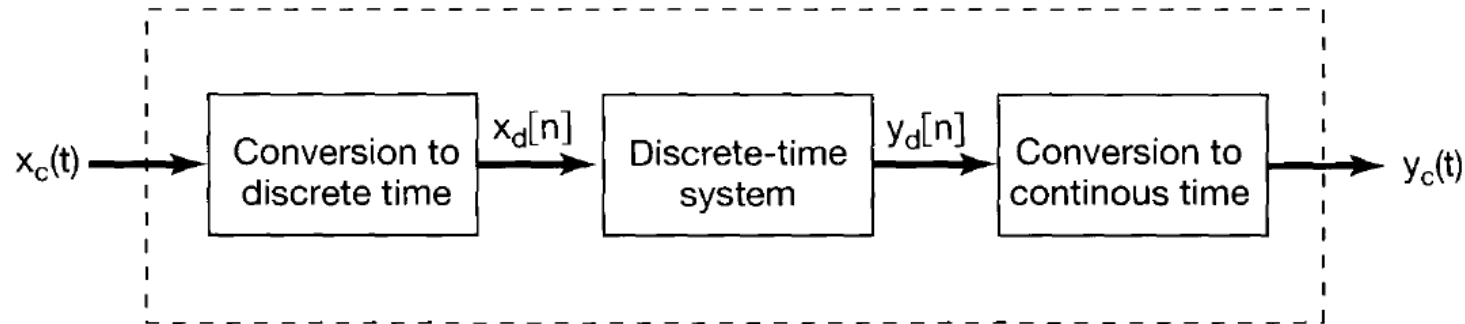 x_c(t)
Conversion to
discrete time
x_d[n]
Discrete-time
system
y_d[n]
Conversion to
continous time
y_c(t)